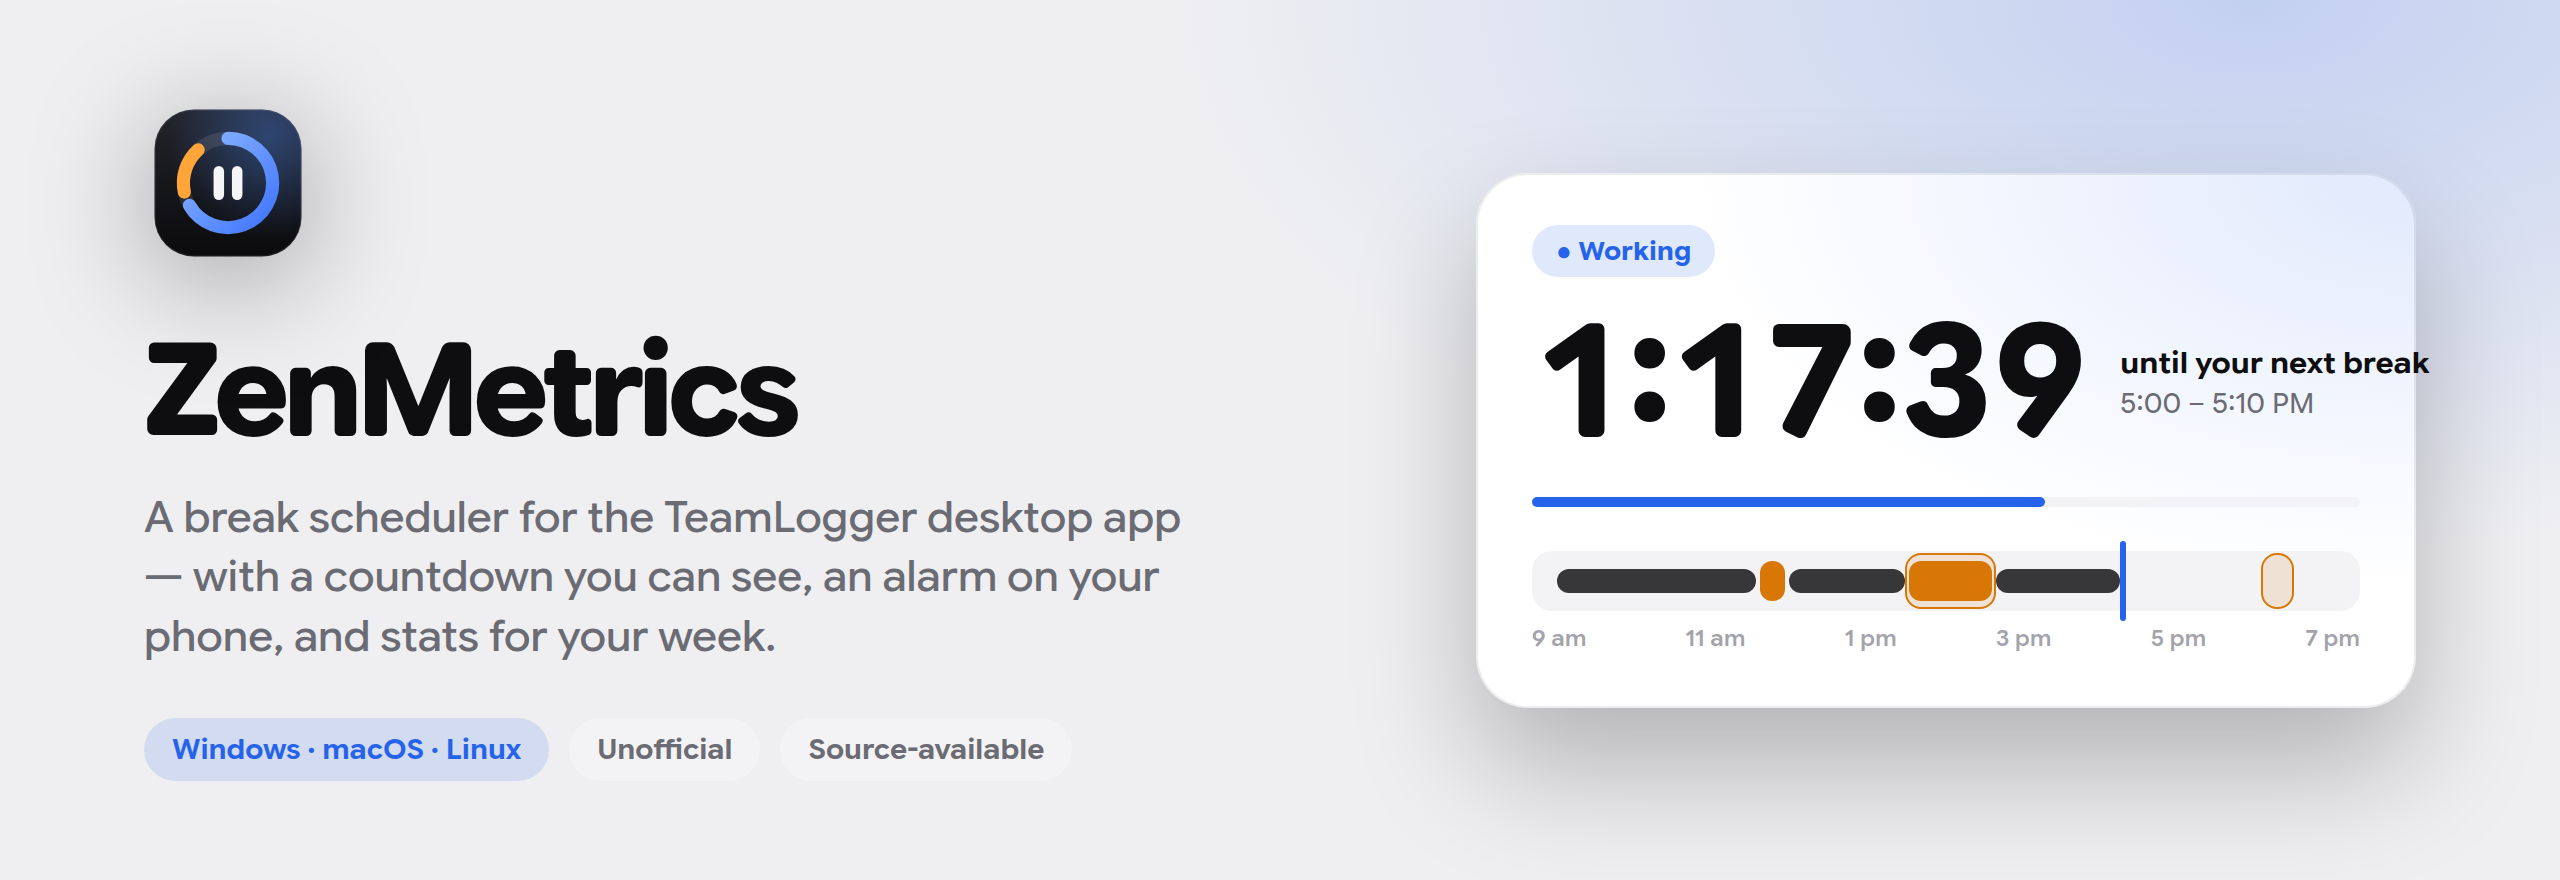 ZenMetrics
A break scheduler for the TeamLogger desktop app
— with a countdown you can see, an alarm on your
phone, and stats for your week.
Windows · macOS · Linux
Unofficial
Source-available
• Working
1:17:39
until your next break
5:00 – 5:10 PM
9 am 11 am 1 pm 3 pm 5 pm 7 pm